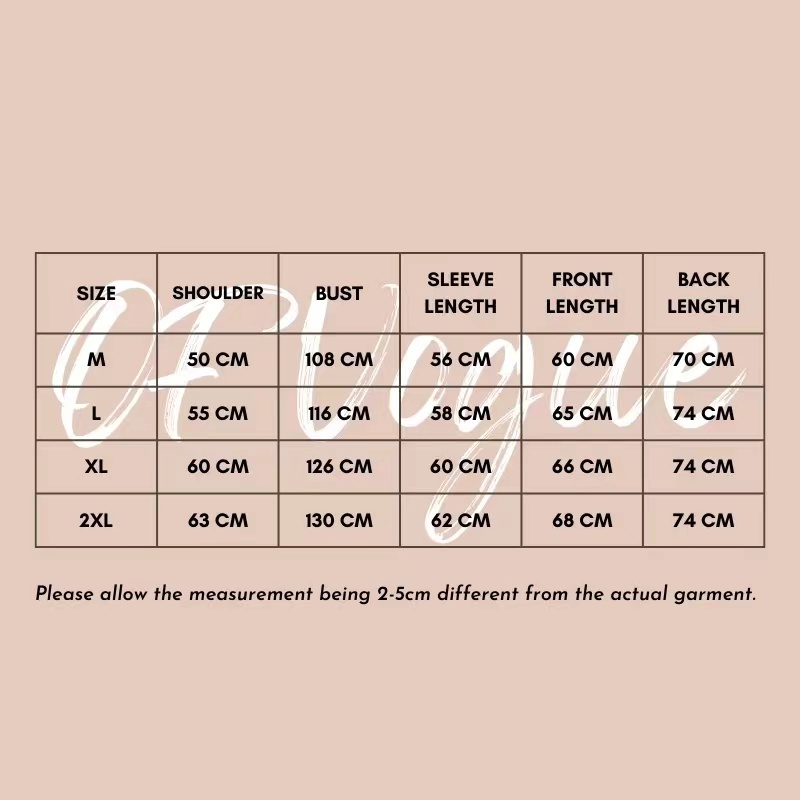 Of Vogue
SIZE SHOULDER BUST SLEEVE LENGTH FRONT LENGTH BACK LENGTH
M 50 CM 108 CM 56 CM 60 CM 70 CM
L 55 CM 116 CM 58 CM 65 CM 74 CM
XL 60 CM 126 CM 60 CM 66 CM 74 CM
2XL 63 CM 130 CM 62 CM 68 CM 74 CM
Please allow the measurement being 2-5cm different from the actual garment.